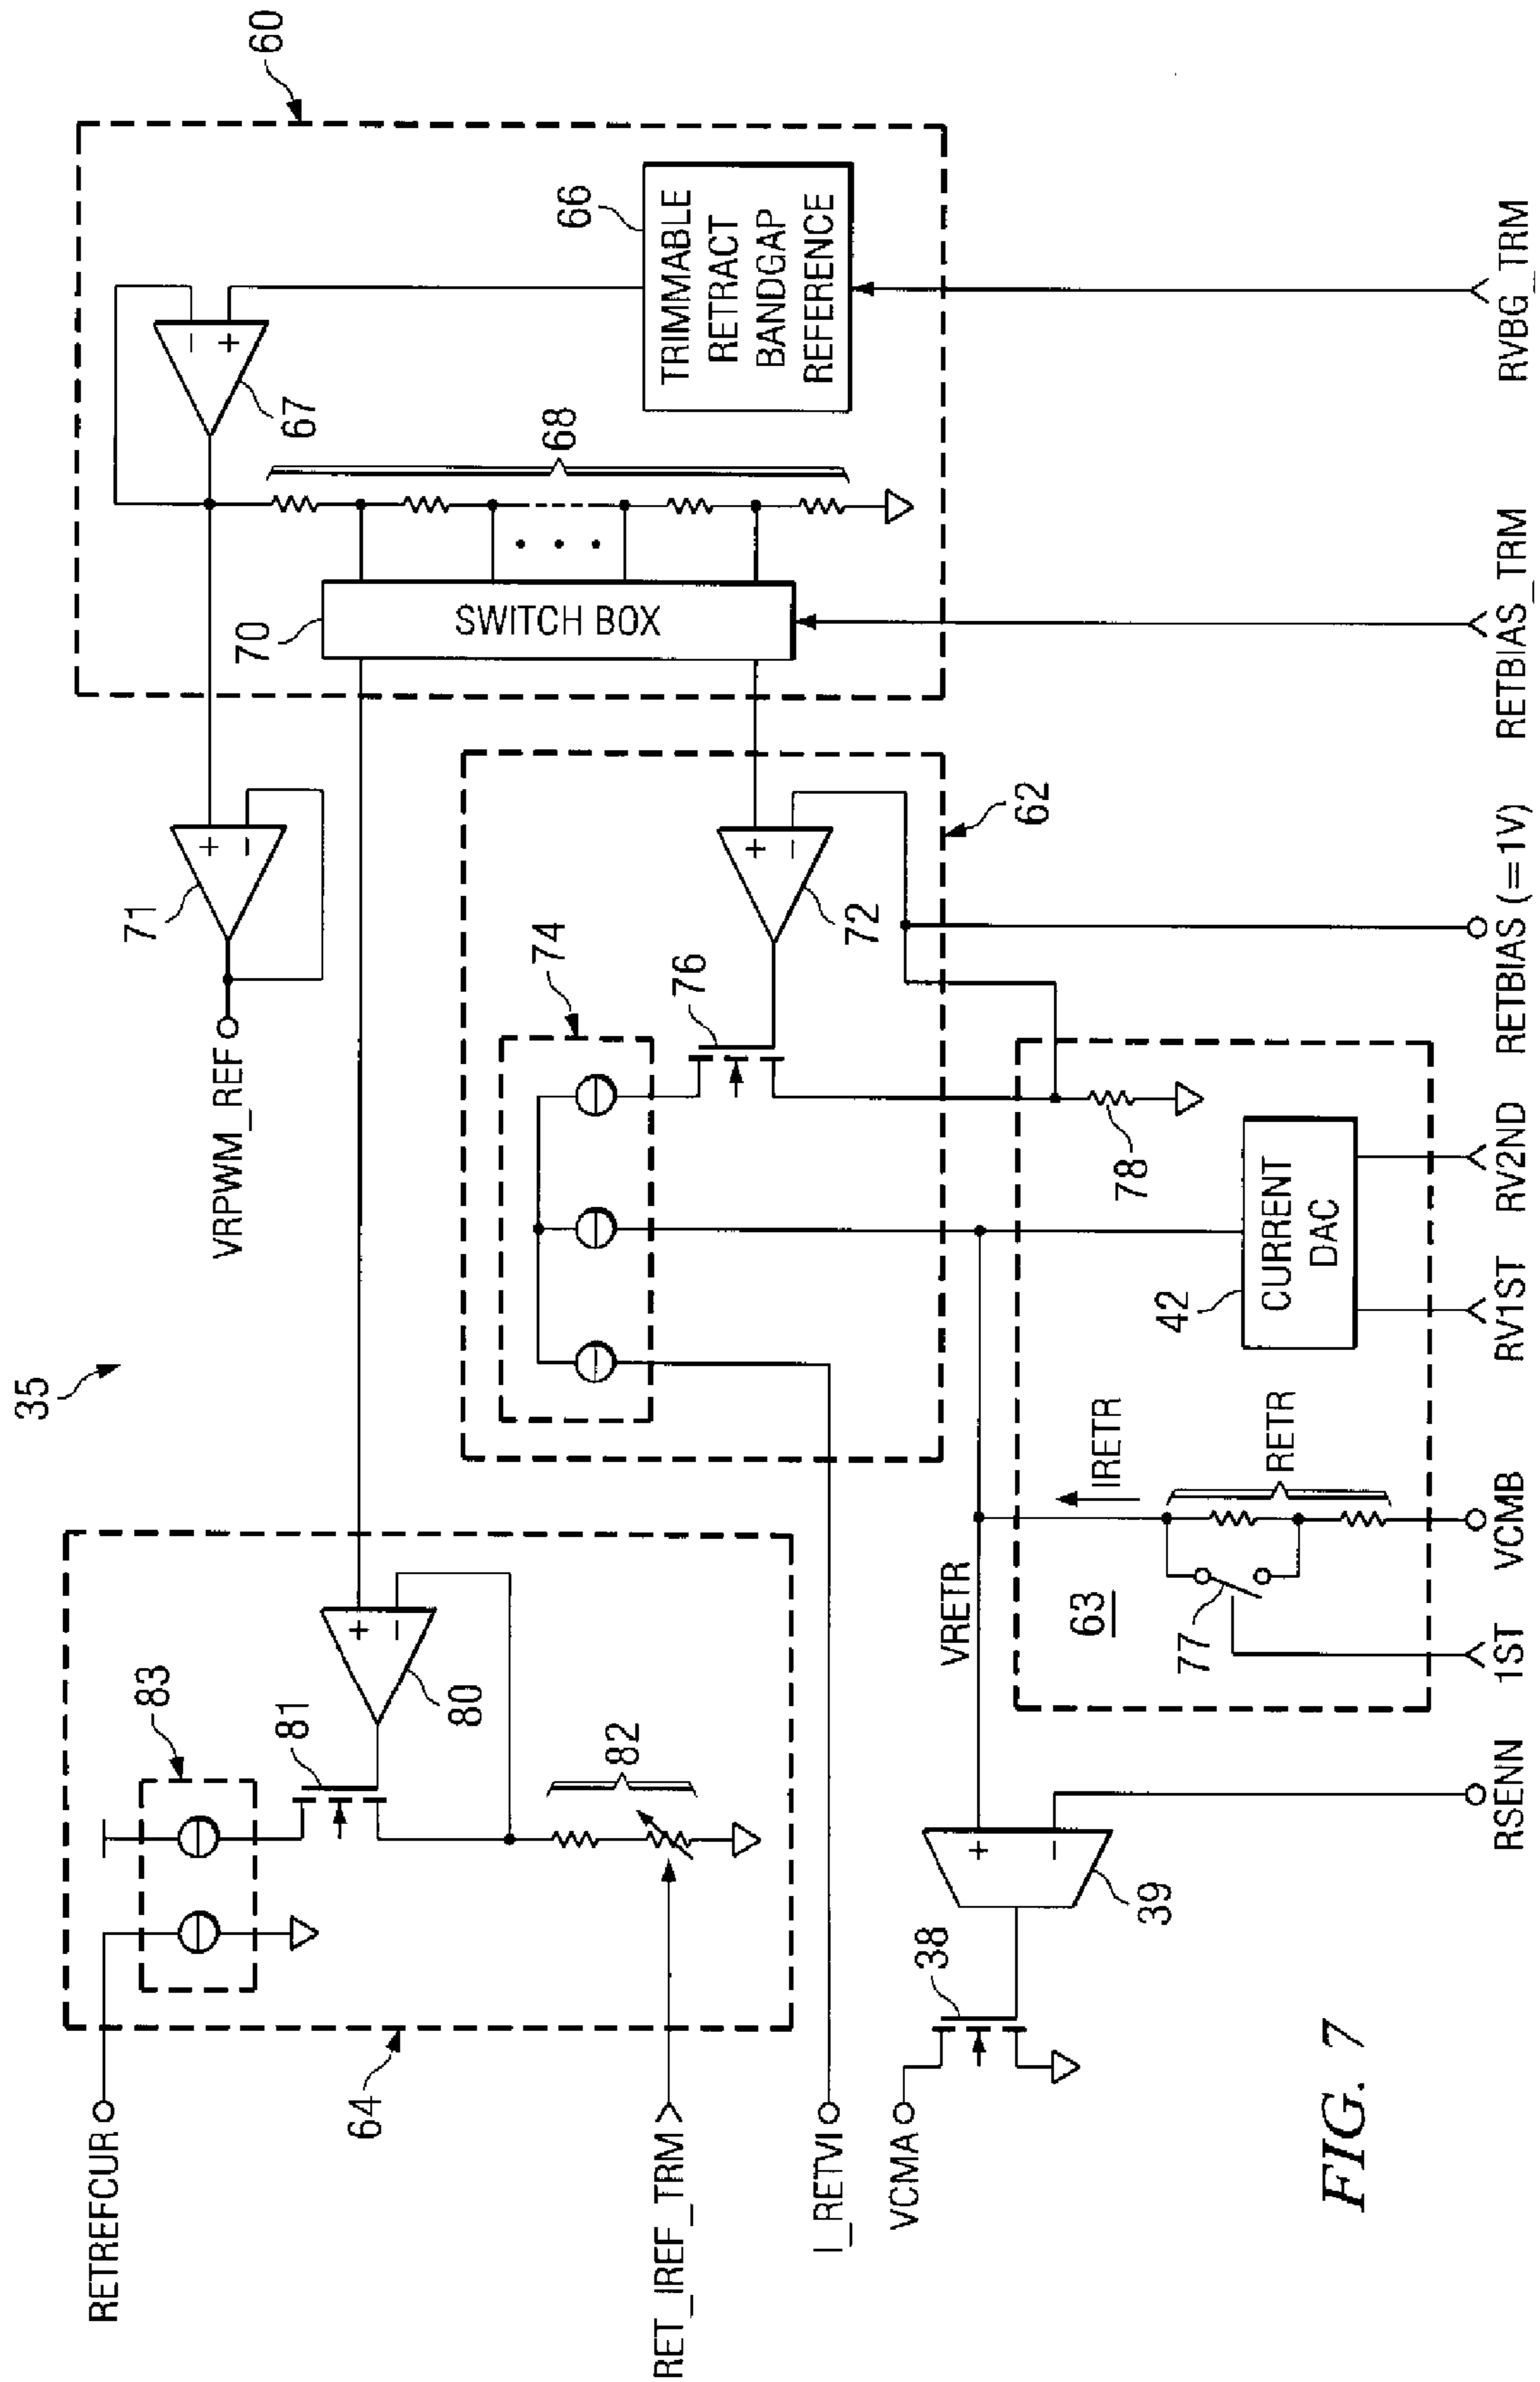 60
66
TRIMMABLE
RETRACT
BANDGAP
REFERENCE
−
+
67
68
70
SWITCH BOX
71
+
−
VRPWM_REF
62
+
−
72
74
76
78
35
CURRENT
DAC
42
IRETR
RETR
63
77
VRETR
83
81
+
−
80
82
64
+
−
39
38
RETREFCUR
RET_IREF_TRM
I_RETVI
VCMA
RSENN
1ST
VCMB
RV1ST
RV2ND
RETBIAS (=1V)
RETBIAS_TRM
RVBG_TRM
FIG. 7